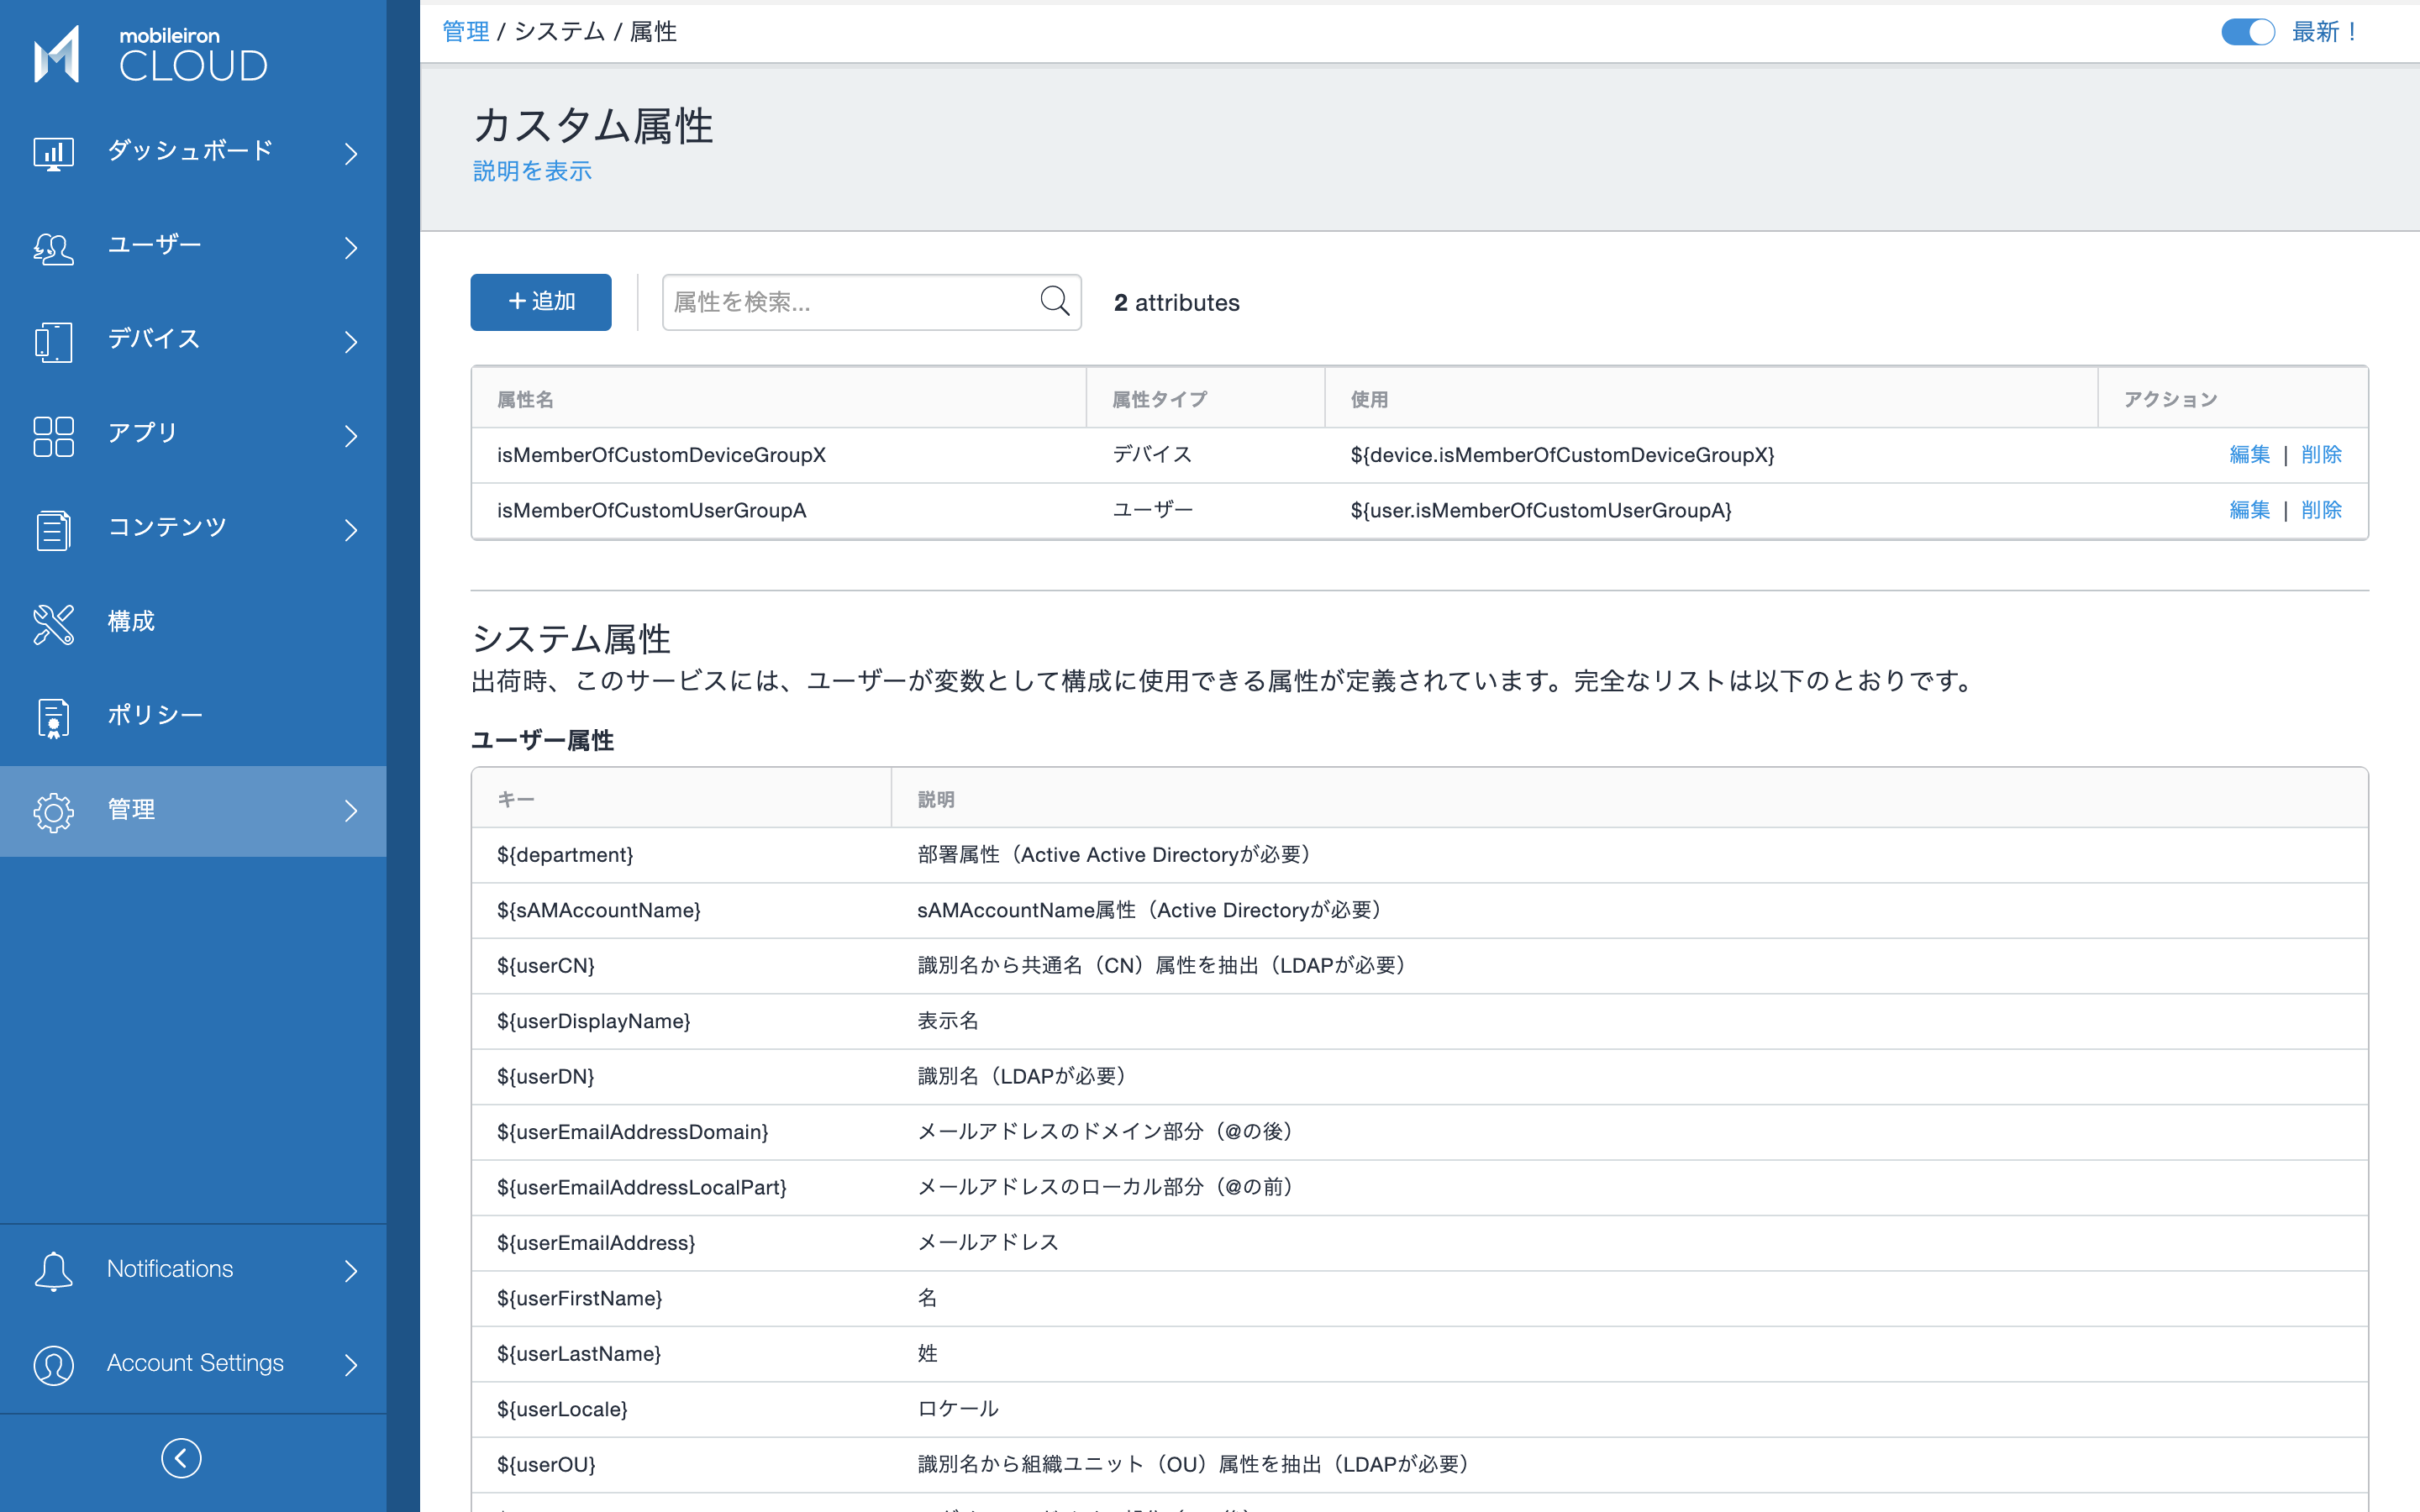 mobileiron
CLOUD
ダッシュボード
ユーザー
デバイス
アプリ
コンテンツ
構成
ポリシー
管理
Notifications
Account Settings
管理 / システム / 属性
最新！
カスタム属性
説明を表示
+ 追加
属性を検索...
2 attributes
属性名 属性タイプ 使用 アクション
isMemberOfCustomDeviceGroupX デバイス ${device.isMemberOfCustomDeviceGroupX} 編集 | 削除
isMemberOfCustomUserGroupA ユーザー ${user.isMemberOfCustomUserGroupA} 編集 | 削除
システム属性
出荷時、このサービスには、ユーザーが変数として構成に使用できる属性が定義されています。完全なリストは以下のとおりです。
ユーザー属性
キー 説明
${department} 部署属性（Active Active Directoryが必要）
${sAMAccountName} sAMAccountName属性（Active Directoryが必要）
${userCN} 識別名から共通名（CN）属性を抽出（LDAPが必要）
${userDisplayName} 表示名
${userDN} 識別名（LDAPが必要）
${userEmailAddressDomain} メールアドレスのドメイン部分（@の後）
${userEmailAddressLocalPart} メールアドレスのローカル部分（@の前）
${userEmailAddress} メールアドレス
${userFirstName} 名
${userLastName} 姓
${userLocale} ロケール
${userOU} 識別名から組織ユニット（OU）属性を抽出（LDAPが必要）